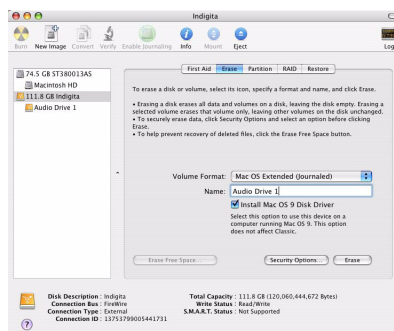 Indigita
Burn New Image Convert Verify Enable Journaling Info Mount Eject Log
74.5 GB ST380013AS
Macintosh HD
111.8 GB Indigita
Audio Drive 1
First Aid Erase Partition RAID Restore
To erase a disk or volume, select its icon, specify a format and name, and click Erase.
• Erasing a disk erases all data and volumes on a disk, leaving the disk empty. Erasing a
selected volume erases that volume only, leaving other volumes on the disk unchanged.
• To securely erase data, click Security Options and select an option before clicking
Erase.
• To help prevent recovery of deleted files, click the Erase Free Space button.
Volume Format: Mac OS Extended (Journaled)
Name: Audio Drive 1
Install Mac OS 9 Disk Driver
Select this option to use this device on a
computer running Mac OS 9. This option
does not affect Classic.
Erase Free Space... Security Options... Erase
Disk Description : Indigita
Connection Bus : FireWire
Connection Type : External
Connection ID : 13753799005441731
Total Capacity : 111.8 GB (120,060,444,672 Bytes)
Write Status : Read/Write
S.M.A.R.T. Status : Not Supported
?